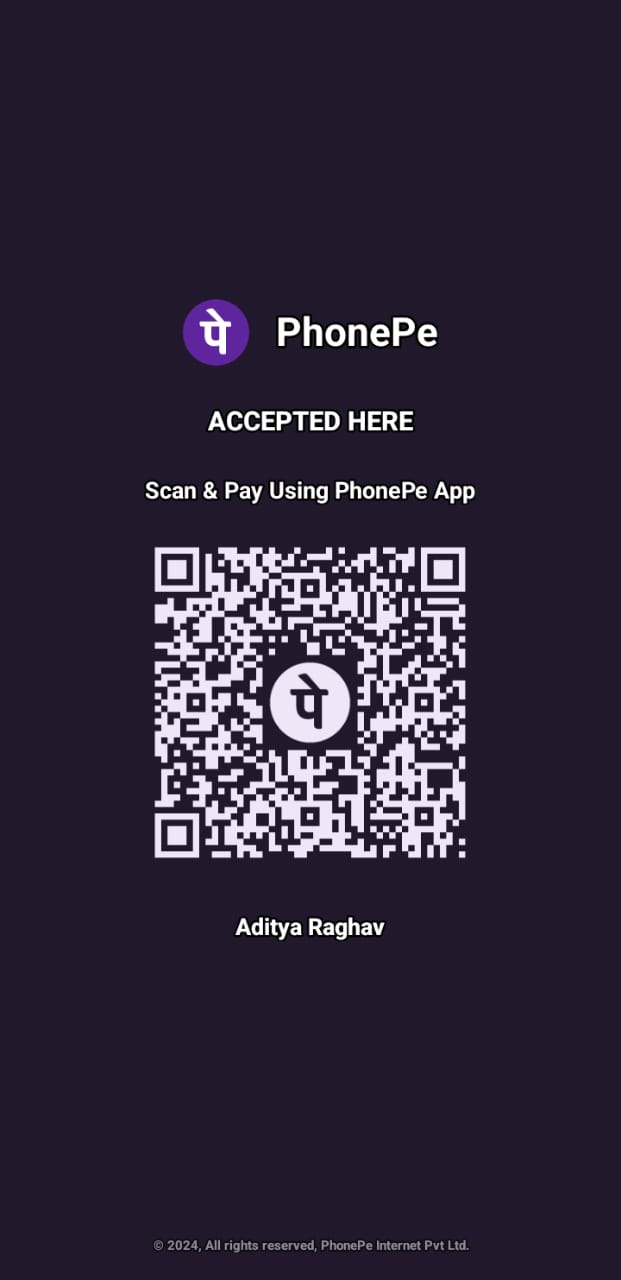 पे PhonePe
ACCEPTED HERE
Scan & Pay Using PhonePe App
पे
Aditya Raghav
© 2024, All rights reserved, PhonePe Internet Pvt Ltd.